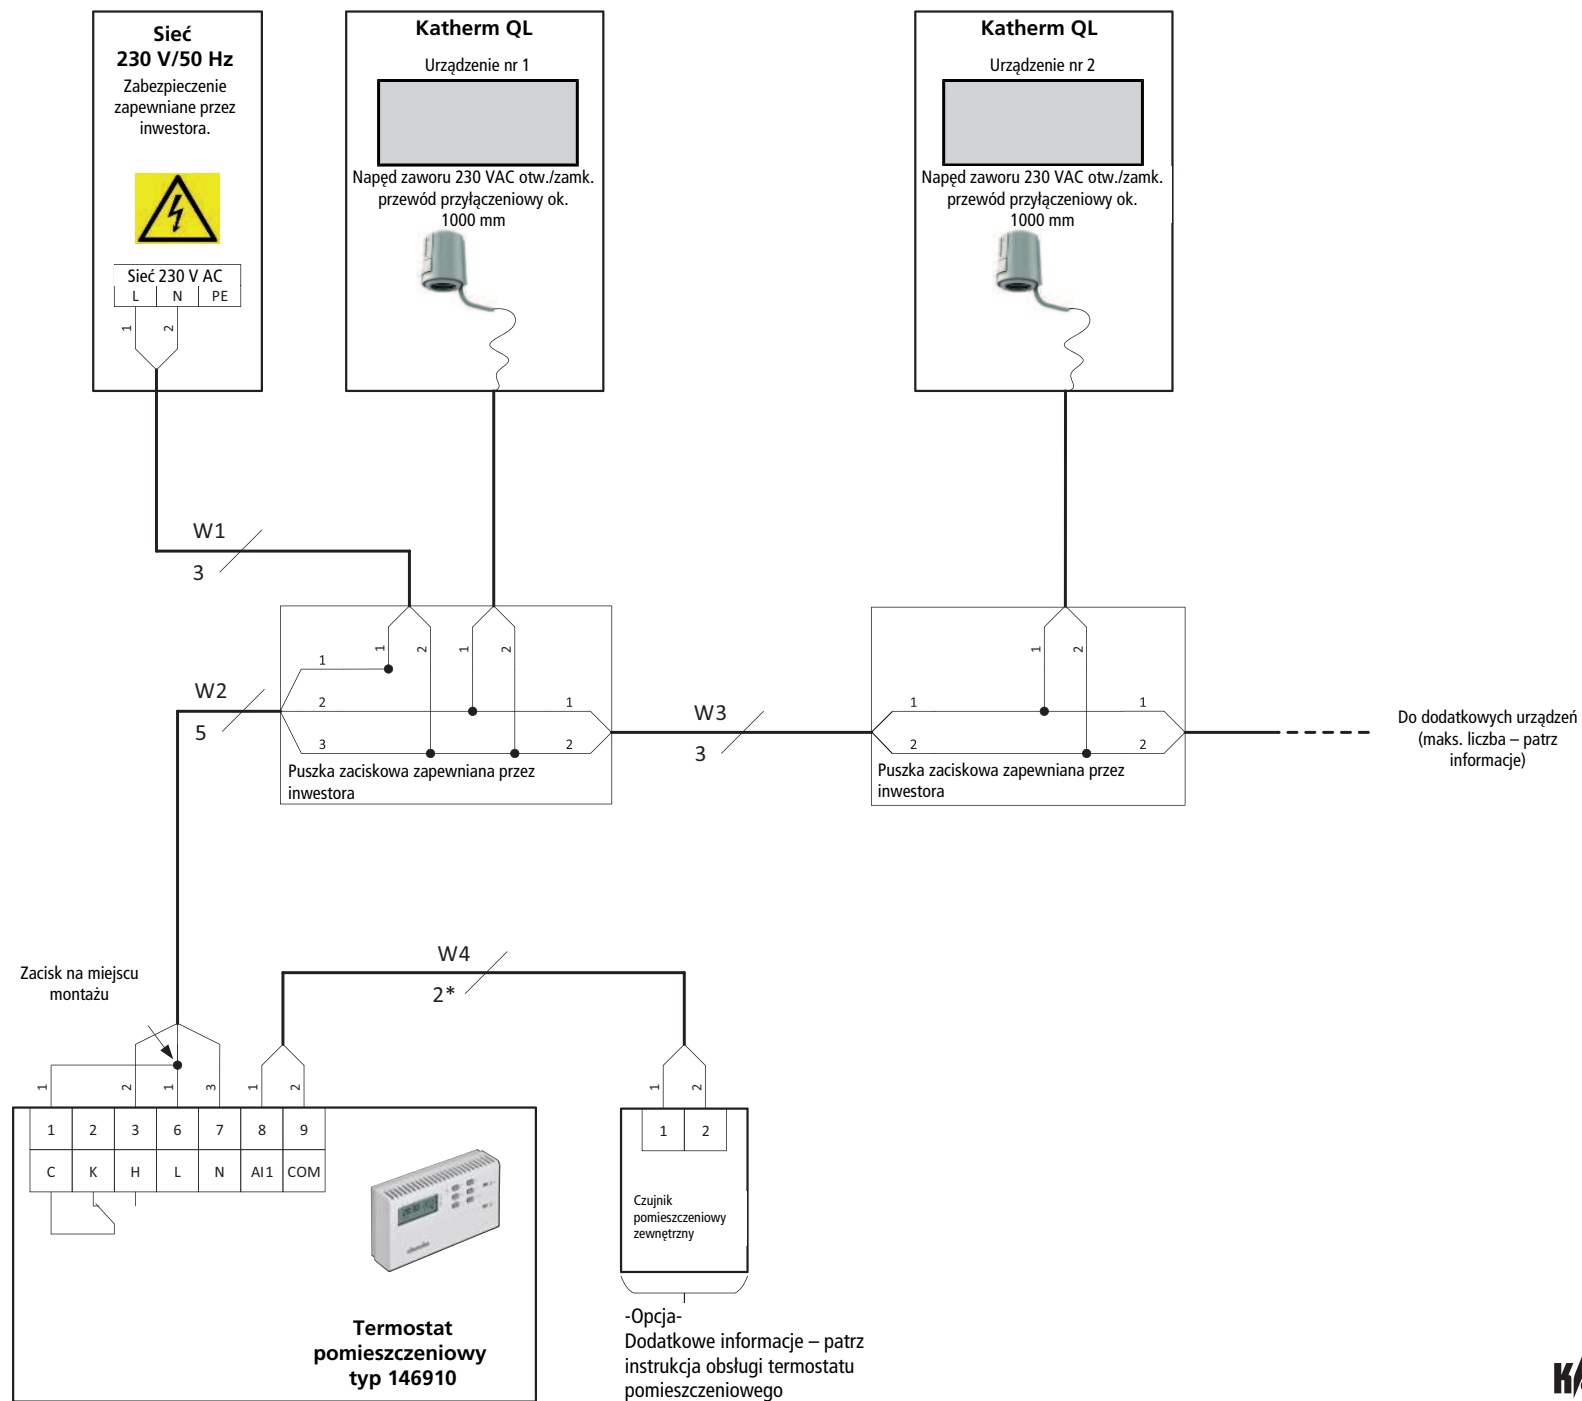 Sieć
230 V/50 Hz
Zabezpieczenie
zapewniane przez
inwestora.
Sieć 230 V AC
L N PE
1 2
Katherm QL
Urządzenie nr 1
Napęd zaworu 230 VAC otw./zamk.
przewód przyłączeniowy ok.
1000 mm
Katherm QL
Urządzenie nr 2
Napęd zaworu 230 VAC otw./zamk.
przewód przyłączeniowy ok.
1000 mm
W1
3
1 2 1 2
1
2 1
3 2
Puszka zaciskowa zapewniana przez
inwestora
W2
5
W3
3
1 2
1 1
2 2
Puszka zaciskowa zapewniana przez
inwestora
Do dodatkowych urządzeń
(maks. liczba – patrz
informacje)
Zacisk na miejscu
montażu
W4
2*
1 2 1 3 1 2
1 2 3 6 7 8 9
C K H L N AI1 COM
Termostat
pomieszczeniowy
typ 146910
1 2
1 2
Czujnik
pomieszczeniowy
zewnętrzny
-Opcja-
Dodatkowe informacje – patrz
instrukcja obsługi termostatu
pomieszczeniowego